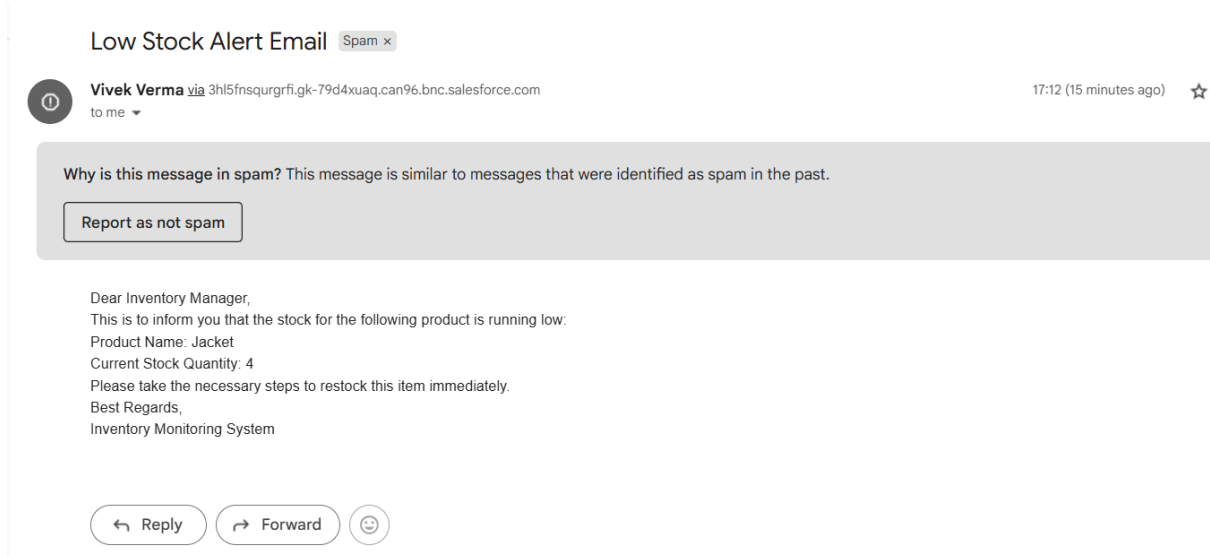 Low Stock Alert Email Spam ×
Vivek Verma via 3hl5fnsqurgrfi.gk-79d4xuaq.can96.bnc.salesforce.com 17:12 (15 minutes ago)
to me
Why is this message in spam? This message is similar to messages that were identified as spam in the past.
Report as not spam
Dear Inventory Manager,
This is to inform you that the stock for the following product is running low:
Product Name: Jacket
Current Stock Quantity: 4
Please take the necessary steps to restock this item immediately.
Best Regards,
Inventory Monitoring System
Reply Forward